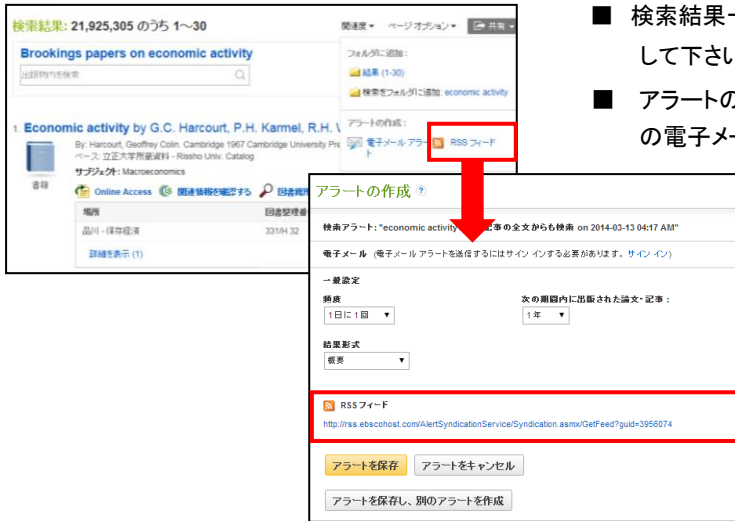 検索結果: 21,925,305 のうち 1～30
関連度 ページ オプション 共有
Brookings papers on economic activity
出版物内を検索
フォルダに追加:
結果 (1-30)
検索をフォルダに追加: economic activity
アラートの作成:
電子メール アラート
RSS フィード
1. Economic activity by G.C. Harcourt, P.H. Karmel, R.H.
By: Harcourt, Geoffrey Colin. Cambridge 1967 Cambridge University
ベース: 立正大学所蔵資料 - Rissho Univ. Catalog
サブジェクト: Macroeconomics
書籍
Online Access 関連情報を確認する
場所 図書整理番
品川 - 保存経済 331/H 32
詳細を表示 (1)
■ 検索結果
して下さい
■ アラートの
の電子メー
アラートの作成
検索アラート: "economic activity 事の全文からも検索 on 2014-03-13 04:17 AM"
電子メール (電子メール アラートを送信するにはサイン インする必要があります。 サイン イン)
一般設定
頻度 次の期間内に出版された論文・記事 :
1日に1回 1 年
結果形式
概要
RSS フィード
http://rss.ebscohost.com/AlertSyndicationService/Syndication.asmx/GetFeed?guid=3956074
アラートを保存 アラートをキャンセル
アラートを保存し、別のアラートを作成